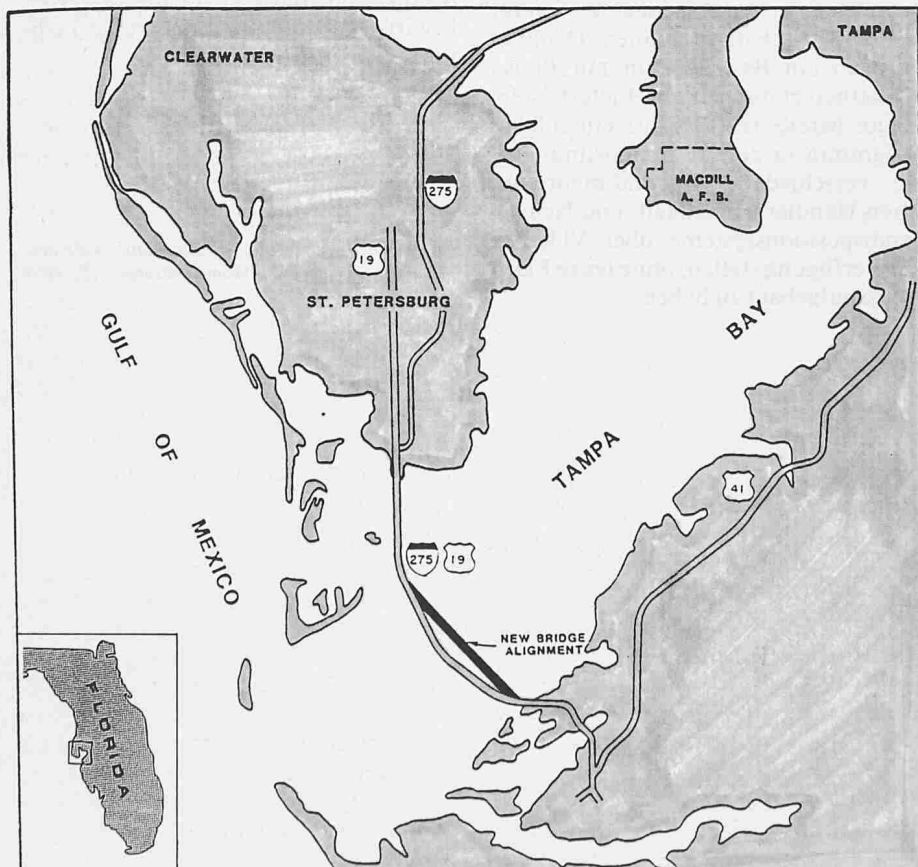 CLEARWATER
TAMPA
MACDILL
A. F. B.
275
19
ST. PETERSBURG
BAY
GULF
OF
MEXICO
TAMPA
41
275
19
NEW BRIDGE
ALIGNMENT
FLORIDA